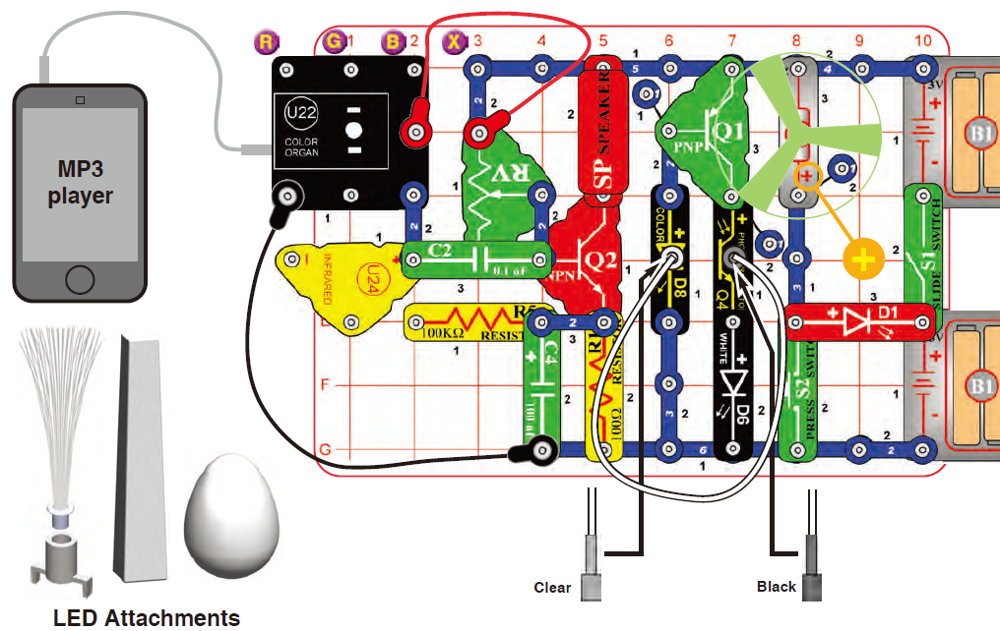 R
G
B
X
1
2
3
4
5
6
7
8
9
10
U22
COLOR
ORGAN
MP3
player
RV
SP
SPEAKER
PNP
Q1
3V
B1
C2
0.1 uF
NPN
Q2
COLOR
D8
Q4
S1
SLIDE SWITCH
INFRARED
U24
E
100KΩ
R5
D1
3V
C4
100Ω
WHITE
D6
S2
PRESS SWITCH
F
B1
G
Clear
Black
LED Attachments